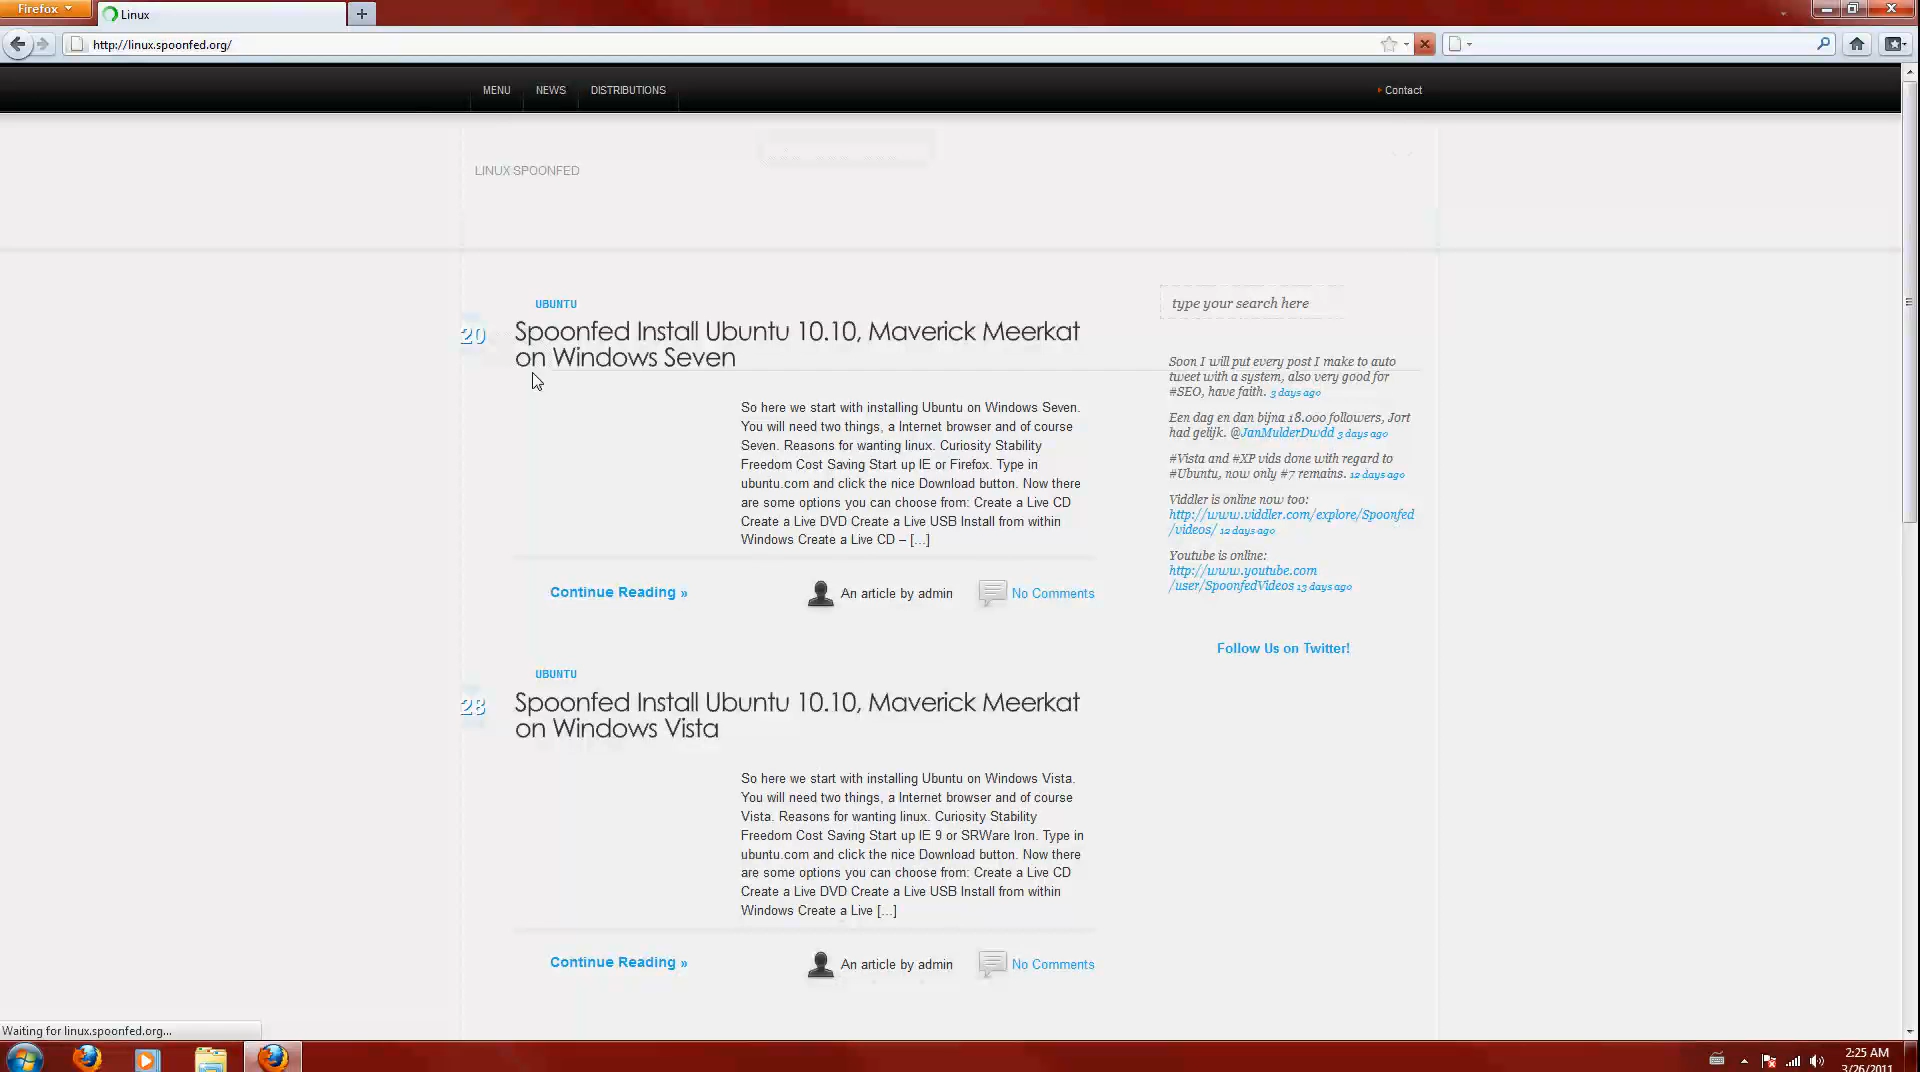 Firefox
Linux
http://linux.spoonfed.org/
MENU NEWS DISTRIBUTIONS Contact
LINUX SPOONFED
UBUNTU
20
Spoonfed Install Ubuntu 10.10, Maverick Meerkat
on Windows Seven
So here we start with installing Ubuntu on Windows Seven.
You will need two things, a Internet browser and of course
Seven. Reasons for wanting linux. Curiosity Stability
Freedom Cost Saving Start up IE or Firefox. Type in
ubuntu.com and click the nice Download button. Now there
are some options you can choose from: Create a Live CD
Create a Live DVD Create a Live USB Install from within
Windows Create a Live CD – [...]
Continue Reading »
An article by admin
No Comments
UBUNTU
28
Spoonfed Install Ubuntu 10.10, Maverick Meerkat
on Windows Vista
So here we start with installing Ubuntu on Windows Vista.
You will need two things, a Internet browser and of course
Vista. Reasons for wanting linux. Curiosity Stability
Freedom Cost Saving Start up IE 9 or SRWare Iron. Type in
ubuntu.com and click the nice Download button. Now there
are some options you can choose from: Create a Live CD
Create a Live DVD Create a Live USB Install from within
Windows Create a Live [...]
Continue Reading »
An article by admin
No Comments
type your search here
Soon I will put every post I make to auto
tweet with a system, also very good for
#SEO, have faith. 3 days ago
Een dag en dan bijna 18.000 followers, Jort
had gelijk. @JanMulderDwdd 3 days ago
#Vista and #XP vids done with regard to
#Ubuntu, now only #7 remains. 12 days ago
Viddler is online now too:
http://www.viddler.com/explore/Spoonfed
/videos/ 12 days ago
Youtube is online:
http://www.youtube.com
/user/SpoonfedVideos 13 days ago
Follow Us on Twitter!
Waiting for linux.spoonfed.org...
2:25 AM
3/26/2011